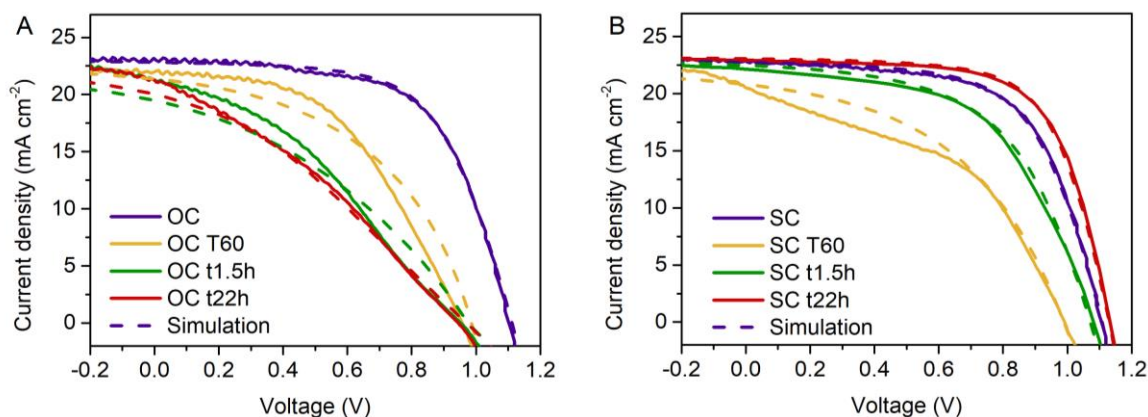 A
Current density (mA cm⁻²)
25
20
15
10
5
0
OC
OC T60
OC t1.5h
OC t22h
Simulation
-0.2 0.0 0.2 0.4 0.6 0.8 1.0 1.2
Voltage (V)
B
Current density (mA cm⁻²)
25
20
15
10
5
0
SC
SC T60
SC t1.5h
SC t22h
Simulation
-0.2 0.0 0.2 0.4 0.6 0.8 1.0 1.2
Voltage (V)